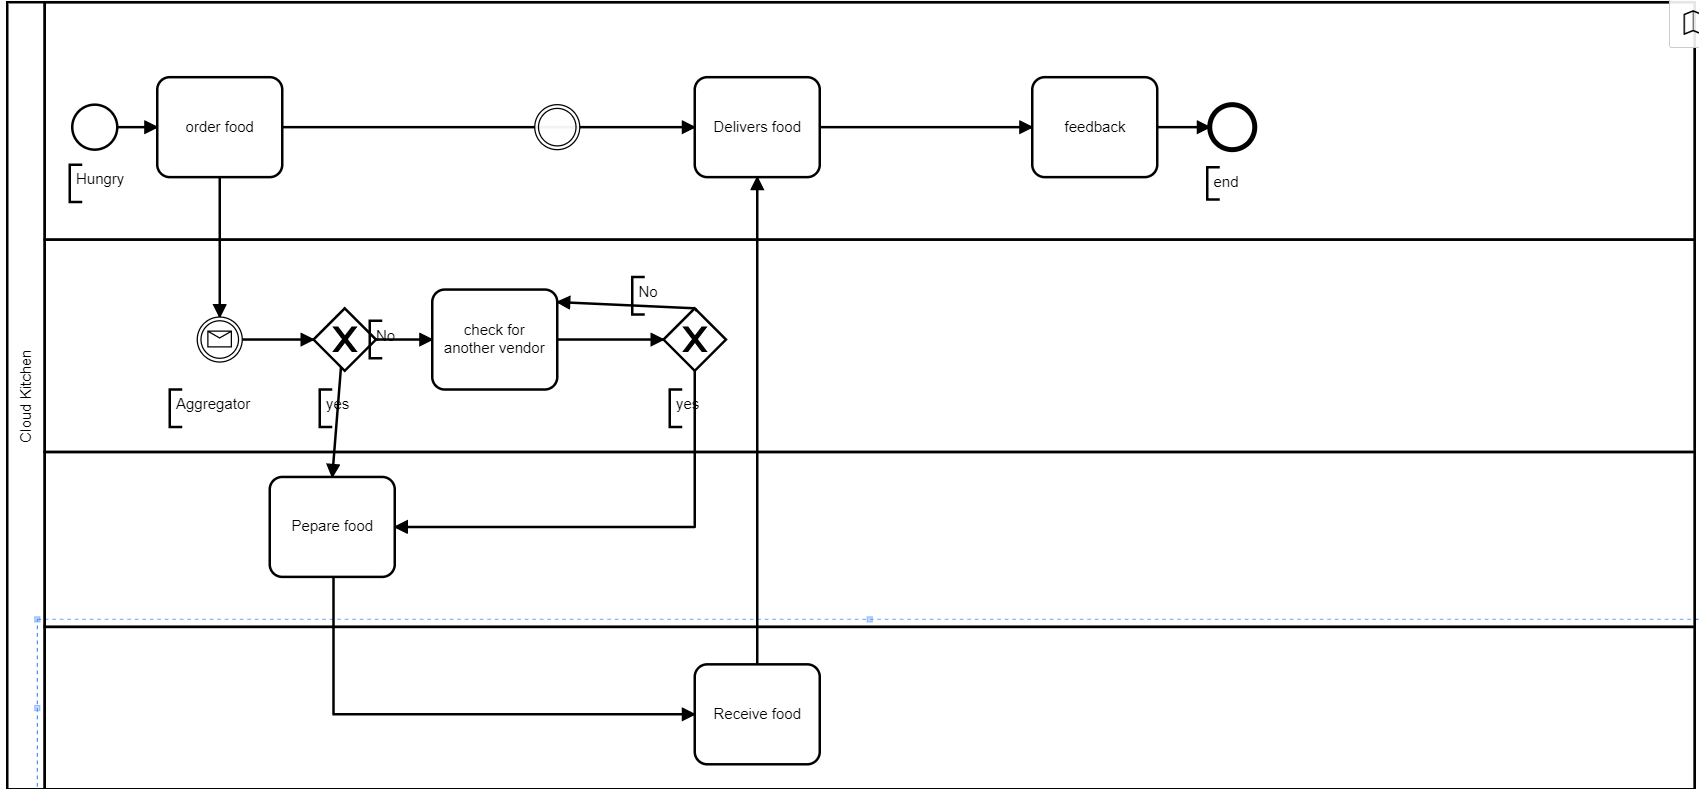 order food
Delivers food
feedback
Hungry
end
Cloud Kitchen
No
No
check for
another vendor
Aggregator
yes
yes
Pepare food
Receive food